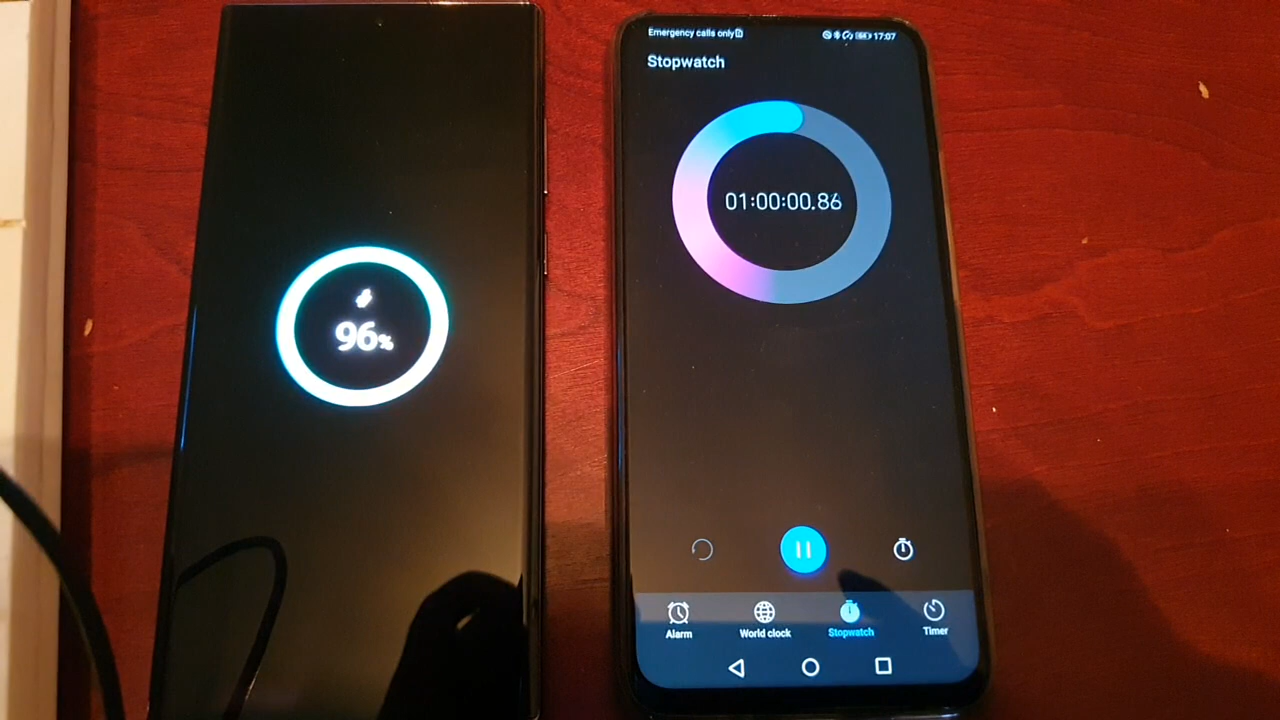 96%
Emergency calls only
17:07
Stopwatch
01:00:00.86
Alarm
World clock
Stopwatch
Timer